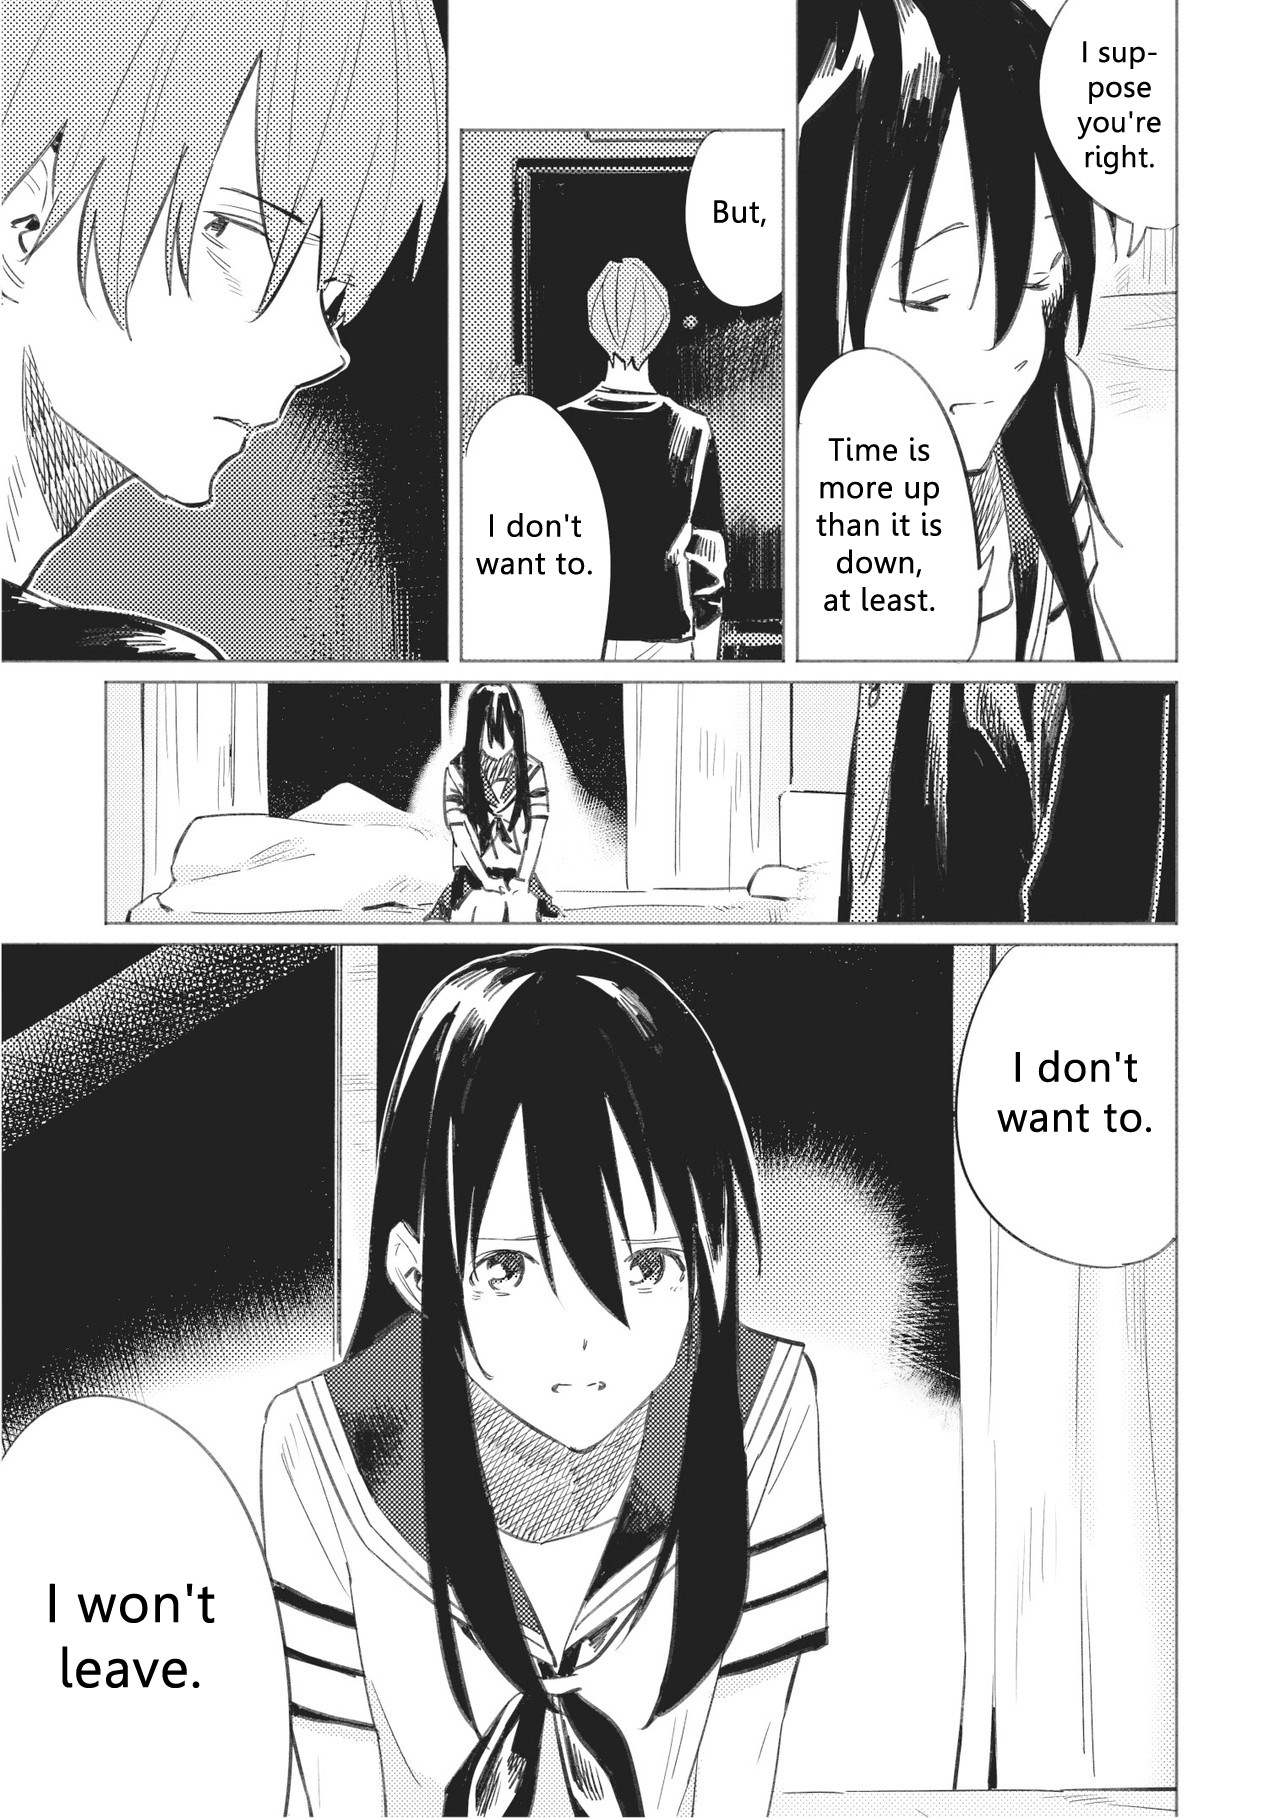 I sup-
pose
you're
right.
Time is
more up
than it is
down,
at least.
But,
I don't
want to.
I don't
want to.
I won't
leave.